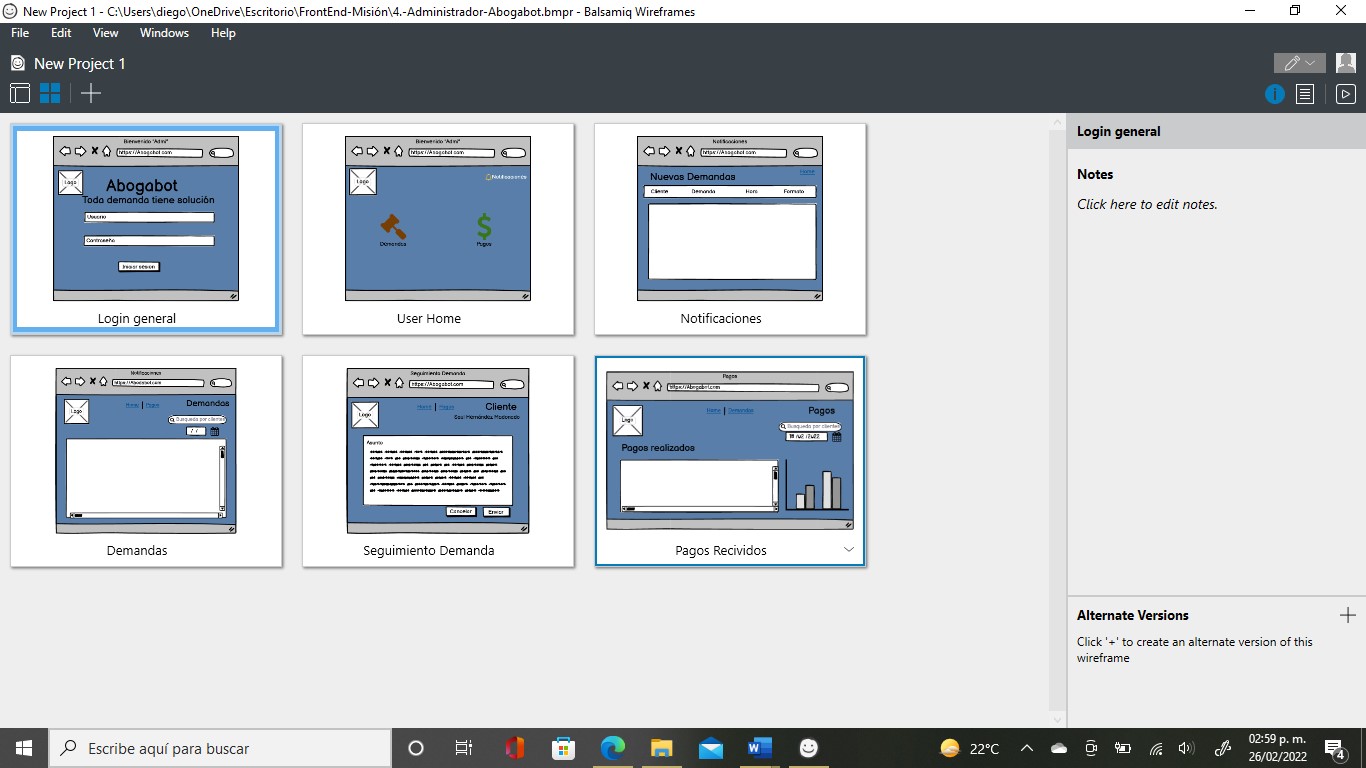 New Project 1 - C:\Users\diego\OneDrive\Escritorio\FrontEnd-Misión\4.-Administrador-Abogabot.bmpr - Balsamiq Wireframes
File Edit View Windows Help
New Project 1
Bienvenido "Admi"
https://Abogabot.com
Logo
Abogabot
Toda demanda tiene solución
Usuario
Contraseña
Iniciar sesion
Login general
Bienvenido "Admi"
https://Abogabot.com
Logo
Notificaciones
Demandas
Pagos
User Home
Notificaciones
https://Abogabot.com
Home
Nuevas Demandas
Cliente Demanda Hora Formato
Notificaciones
Notificaciones
https://Abogabot.com
Logo
Home | Pagos
Demandas
Busqueda por cliente
/ /
Demandas
Seguimiento Demanda
https://Abogabot.com
Logo
Home | Pagos
Cliente
Saul Hernández Maldonado
Asunto
Cancelar
Enviar
Seguimiento Demanda
Pagos
https://Abogabot.com
Logo
Home | Demandas
Pagos
Busqueda por cliente
Pagos realizados
Pagos Recividos
Login general
Notes
Click here to edit notes.
Alternate Versions
Click '+' to create an alternate version of this
wireframe
Escribe aquí para buscar
22°C
02:59 p. m.
26/02/2022
4